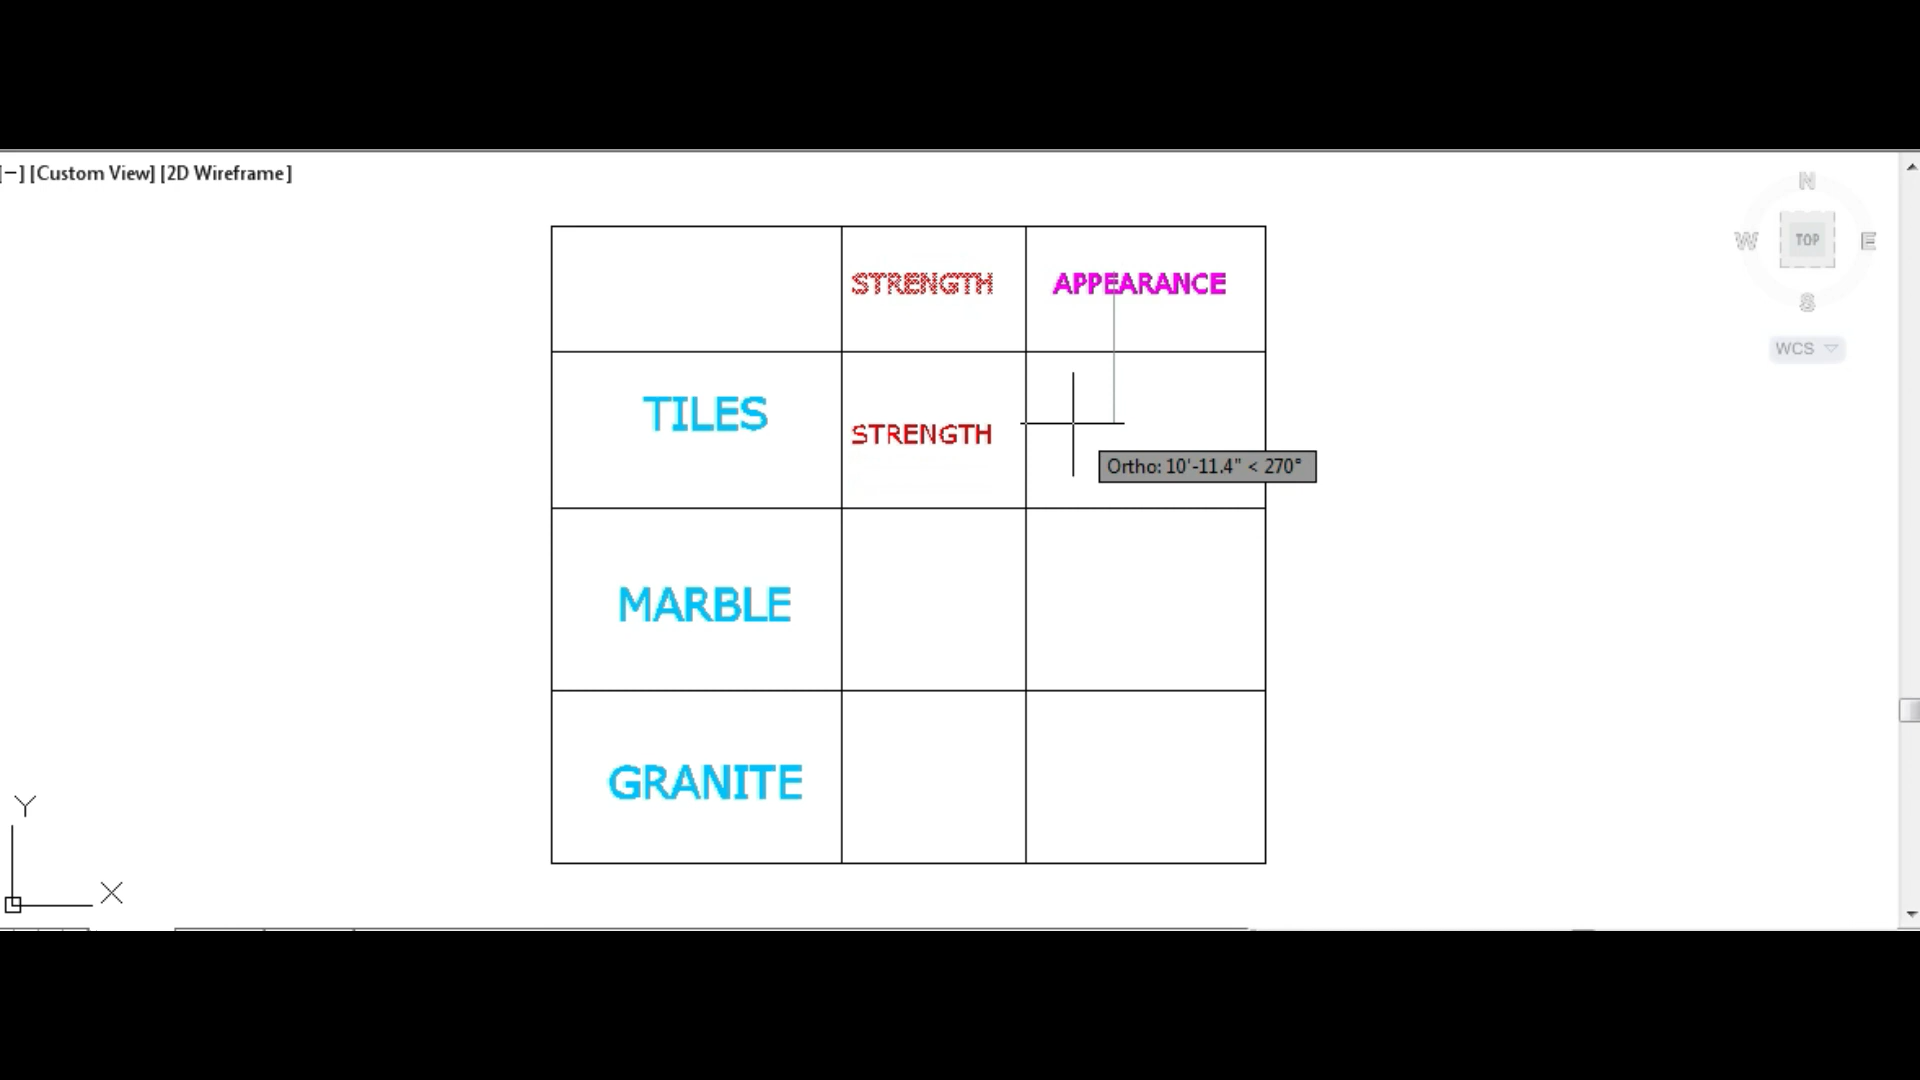 [−] [Custom View] [2D Wireframe]
N
W TOP E
S
WCS
STRENGTH APPEARANCE
TILES STRENGTH
Ortho: 10'-11.4" < 270°
MARBLE
GRANITE
Y
X